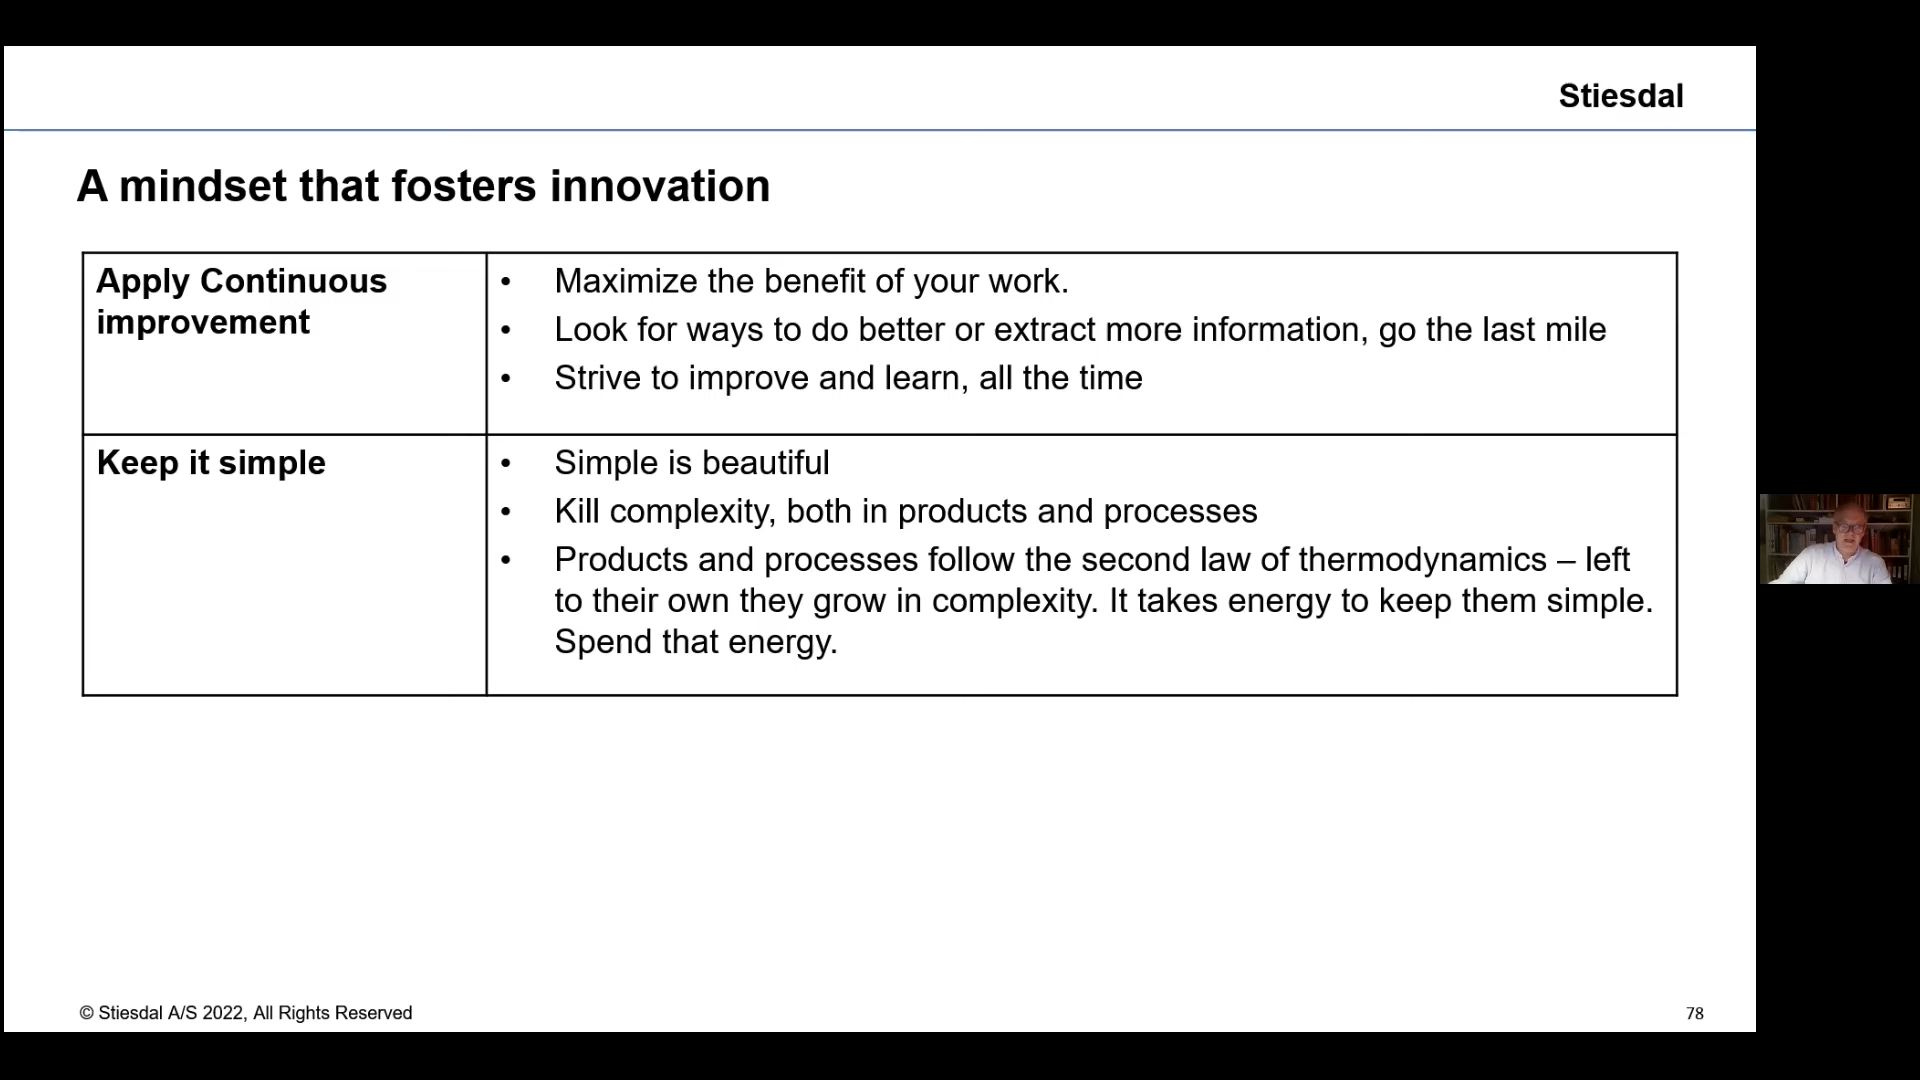 Stiesdal
A mindset that fosters innovation
Apply Continuous
improvement
• Maximize the benefit of your work.
• Look for ways to do better or extract more information, go the last mile
• Strive to improve and learn, all the time
Keep it simple
• Simple is beautiful
• Kill complexity, both in products and processes
• Products and processes follow the second law of thermodynamics – left
to their own they grow in complexity. It takes energy to keep them simple.
Spend that energy.
© Stiesdal A/S 2022, All Rights Reserved
78